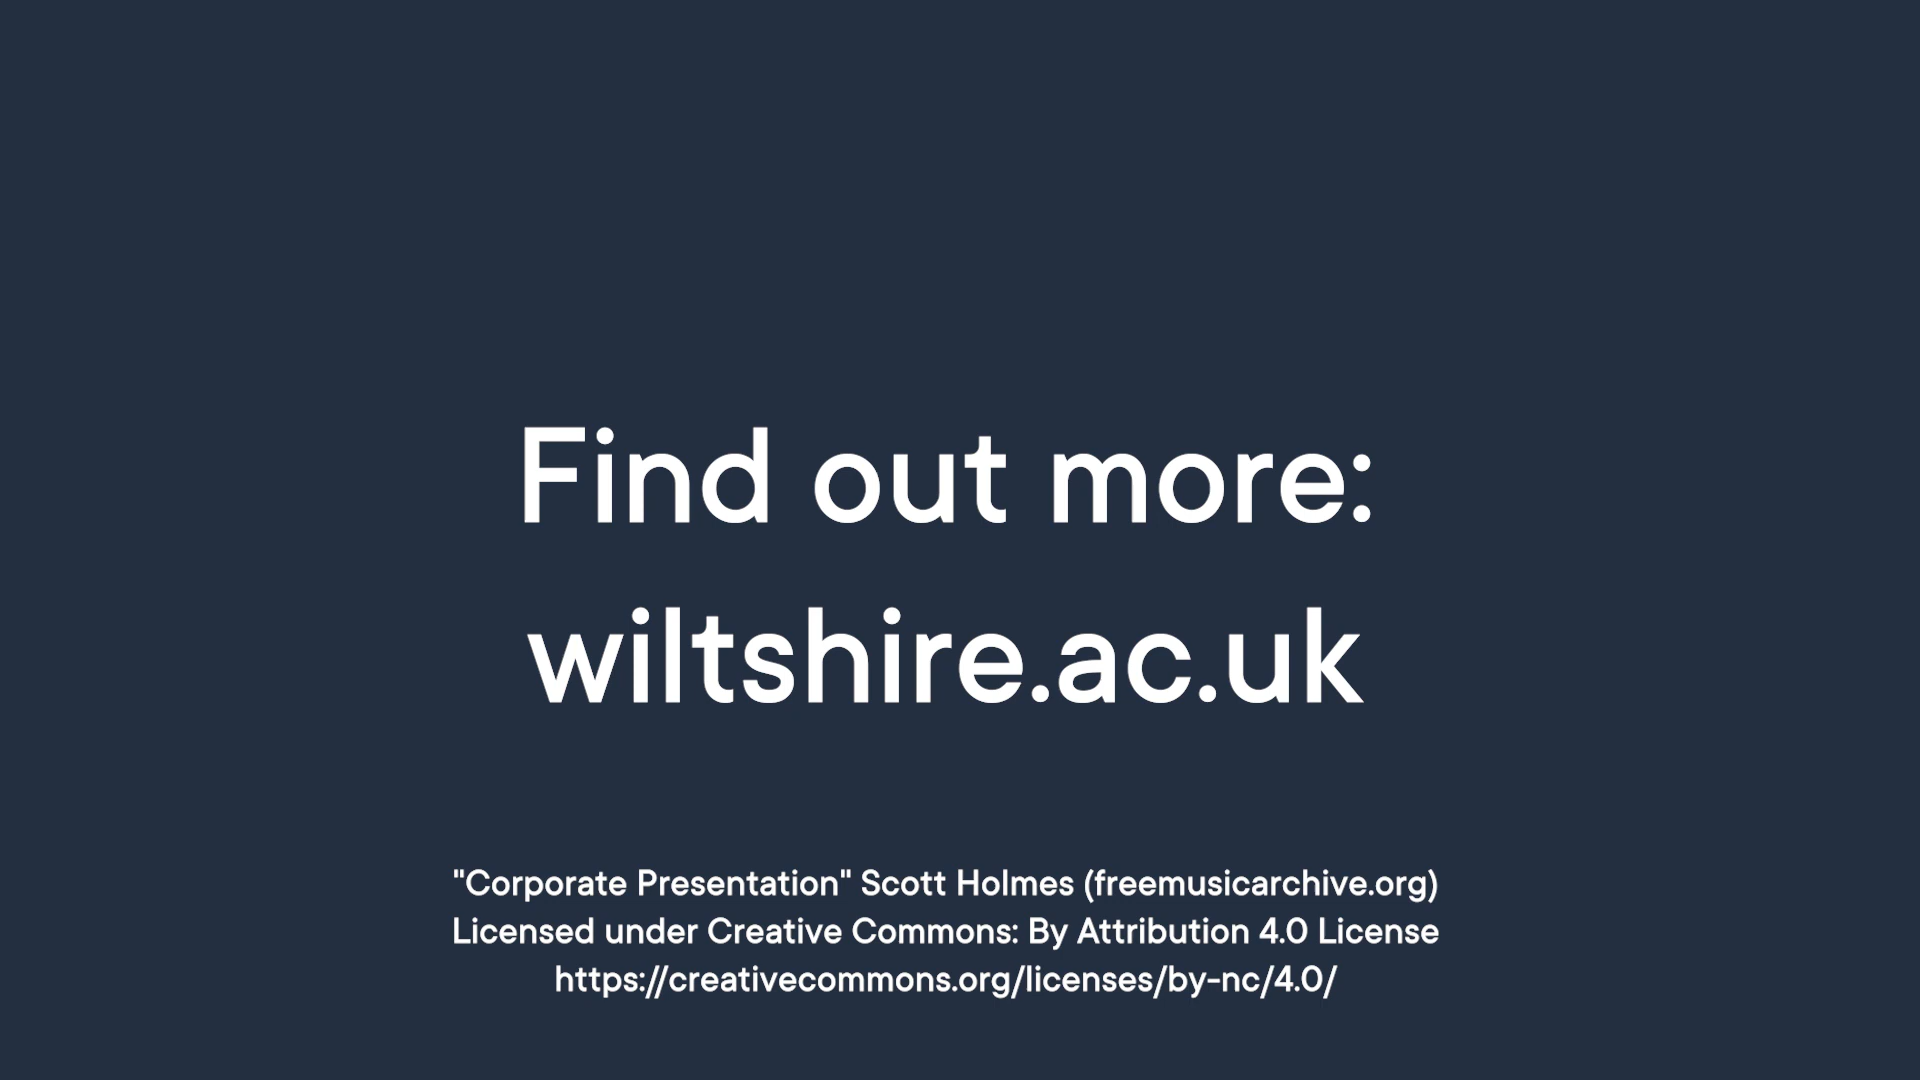 Find out more:
wiltshire.ac.uk
"Corporate Presentation" Scott Holmes (freemusicarchive.org)
Licensed under Creative Commons: By Attribution 4.0 License
https://creativecommons.org/licenses/by-nc/4.0/